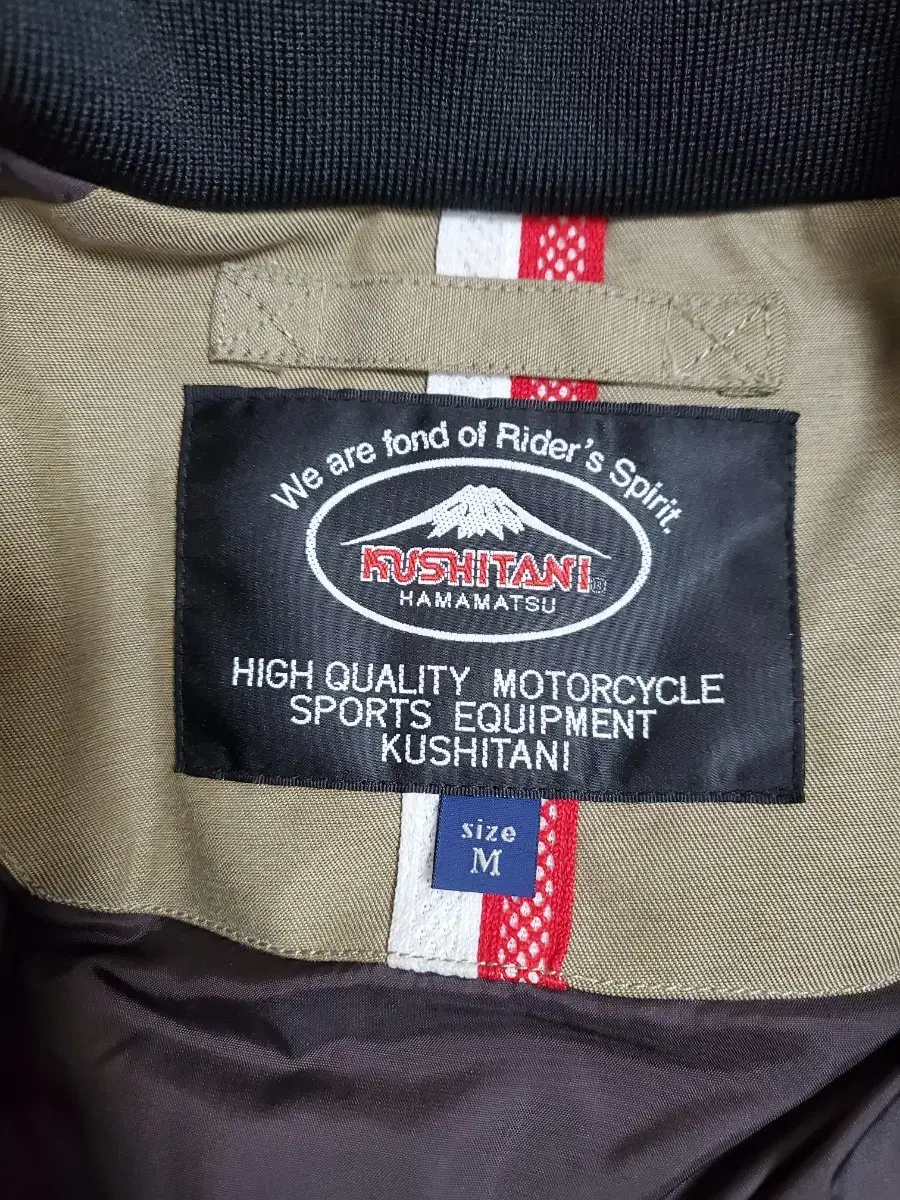 We are fond of Rider's Spirit.
KUSHITANI®
HAMAMATSU
HIGH QUALITY MOTORCYCLE
SPORTS EQUIPMENT
KUSHITANI
size
M